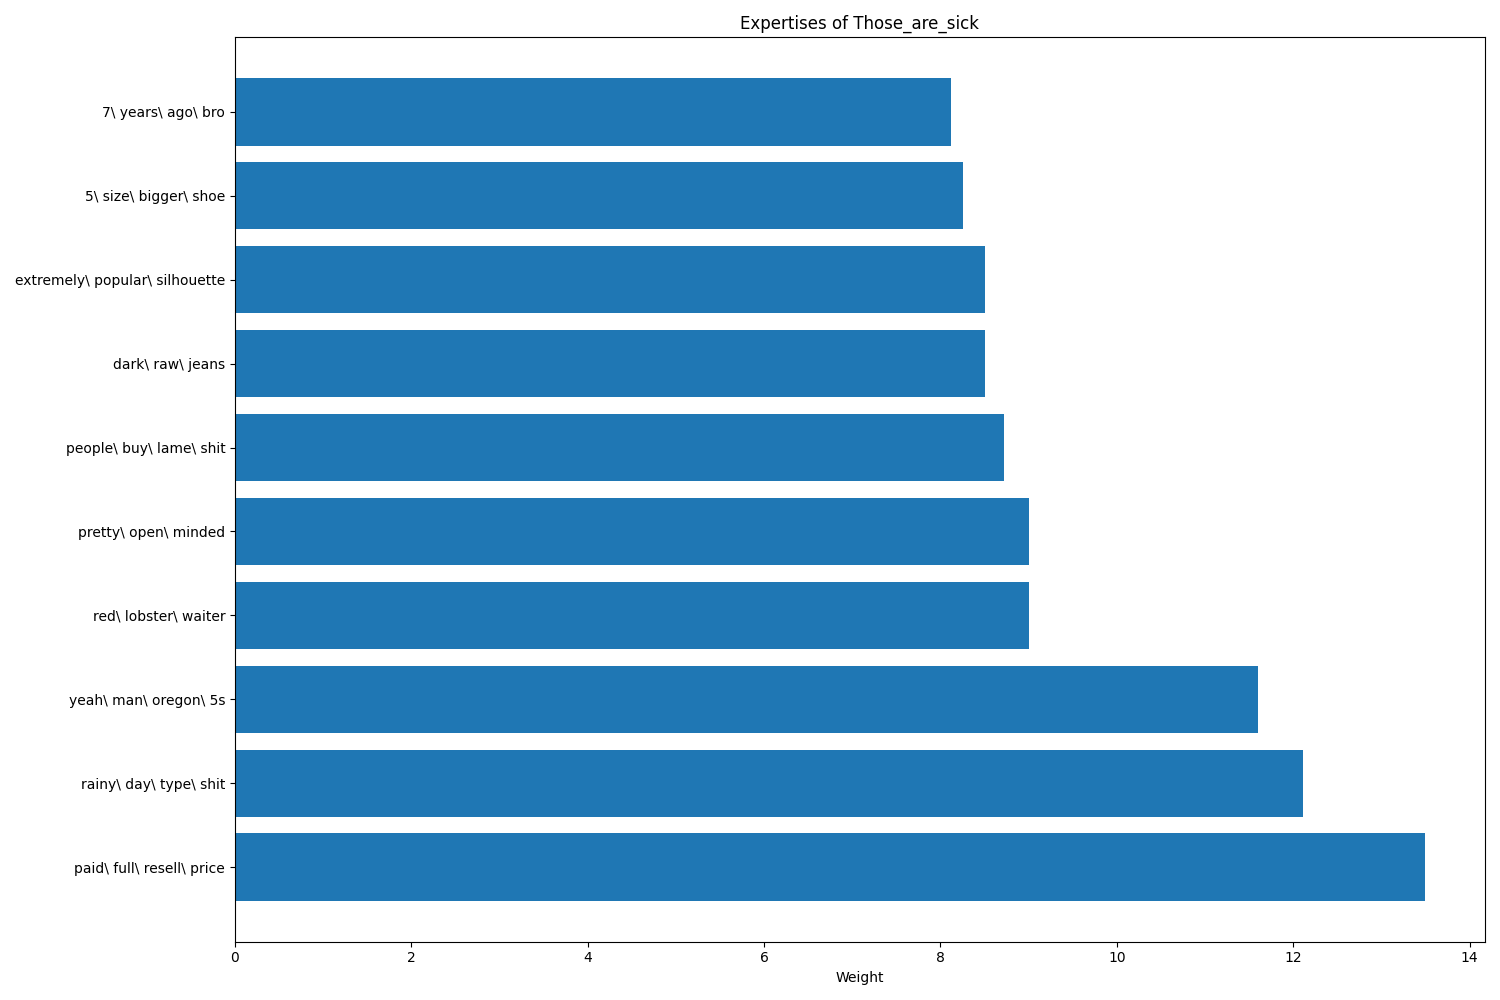 Expertises of Those_are_sick
7\ years\ ago\ bro
5\ size\ bigger\ shoe
extremely\ popular\ silhouette
dark\ raw\ jeans
people\ buy\ lame\ shit
pretty\ open\ minded
red\ lobster\ waiter
yeah\ man\ oregon\ 5s
rainy\ day\ type\ shit
paid\ full\ resell\ price
0 2 4 6 8 10 12 14
Weight